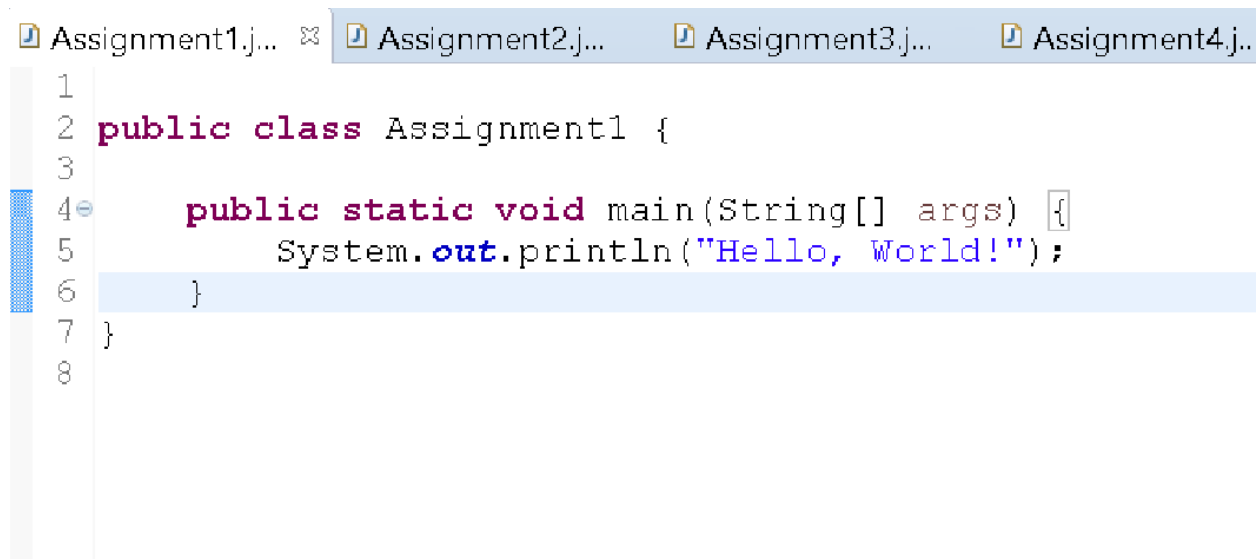 Assignment1.j... Assignment2.j... Assignment3.j... Assignment4.j..
1
2 public class Assignment1 {
3
4     public static void main(String[] args) {
5         System.out.println("Hello, World!");
6     }
7 }
8